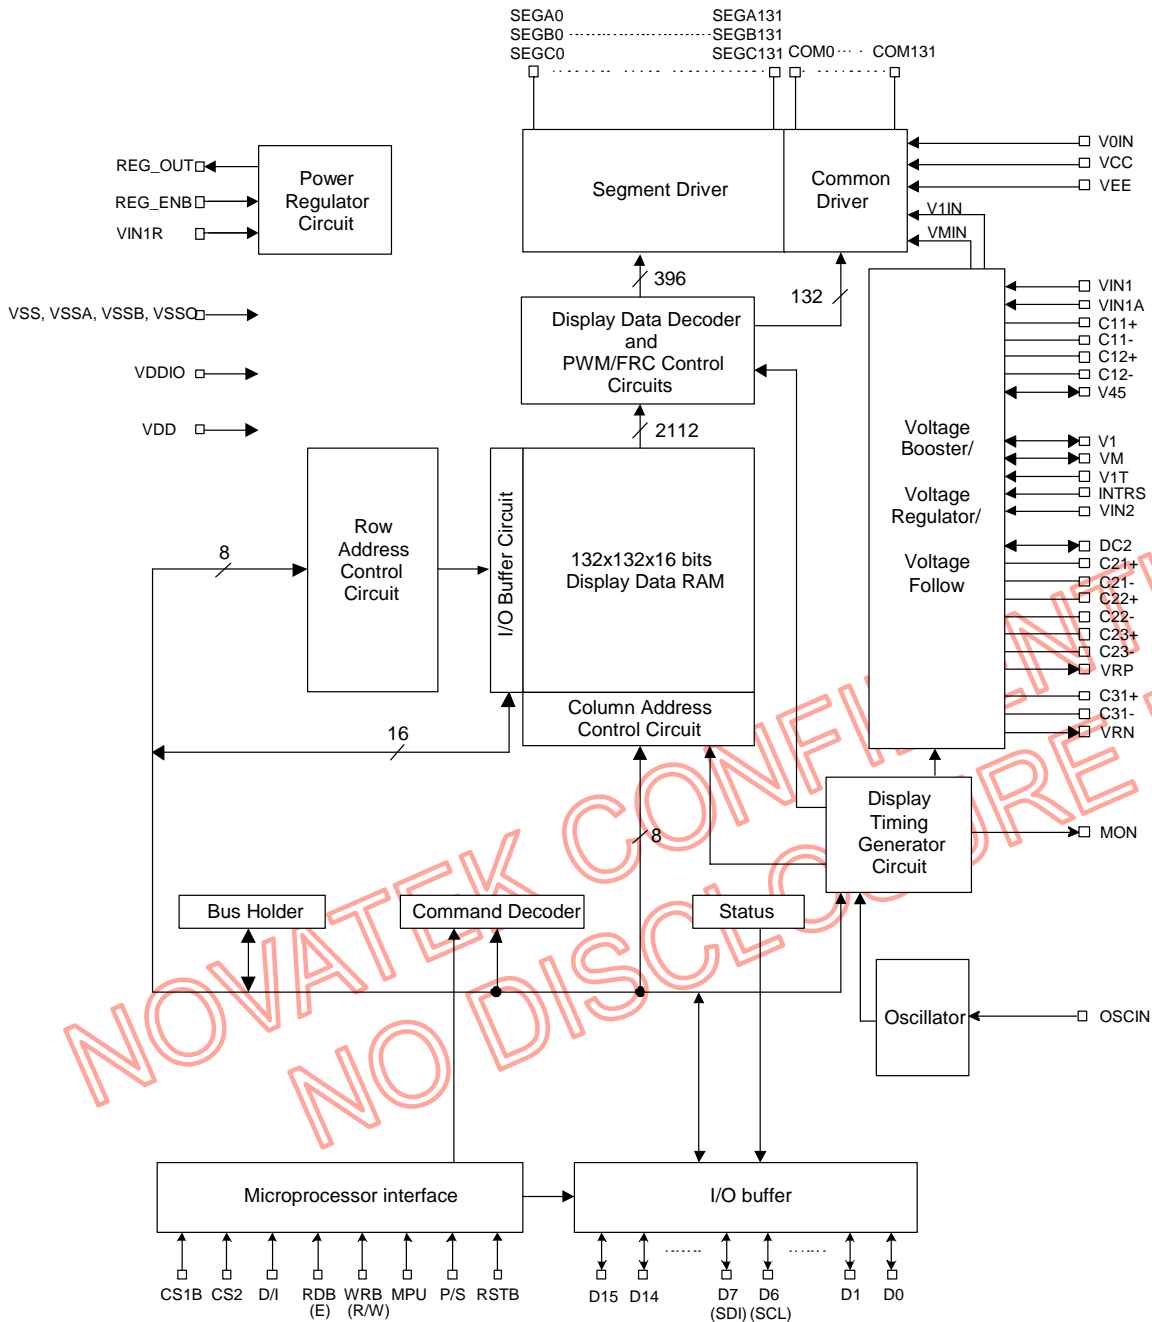 SEGA0 SEGA131
SEGB0 SEGB131
SEGC0 SEGC131 COM0 COM131
REG_OUT
REG_ENB
VIN1R
Power
Regulator
Circuit
Segment Driver
Common
Driver
V0IN
VCC
VEE
V1IN
VMIN
396
132
VSS, VSSA, VSSB, VSSO
VDDIO
VDD
Display Data Decoder
and
PWM/FRC Control
Circuits
2112
VIN1
VIN1A
C11+
C11-
C12+
C12-
V45
V1
VM
V1T
INTRS
VIN2
DC2
C21+
C21-
C22+
C22-
C23+
C23-
VRP
C31+
C31-
VRN
Voltage
Booster/
Voltage
Regulator/
Voltage
Follow
8
Row
Address
Control
Circuit
I/O Buffer Circuit
132x132x16 bits
Display Data RAM
Column Address
Control Circuit
16
8
Display
Timing
Generator
Circuit
MON
Bus Holder
Command Decoder
Status
Oscillator
OSCIN
Microprocessor interface
I/O buffer
CS1B CS2 D/I RDB WRB MPU P/S RSTB
(E) (R/W)
D15 D14 D7 D6 D1 D0
(SDI) (SCL)
NOVATEK CONFIDENTI
NO DISCLOSURE